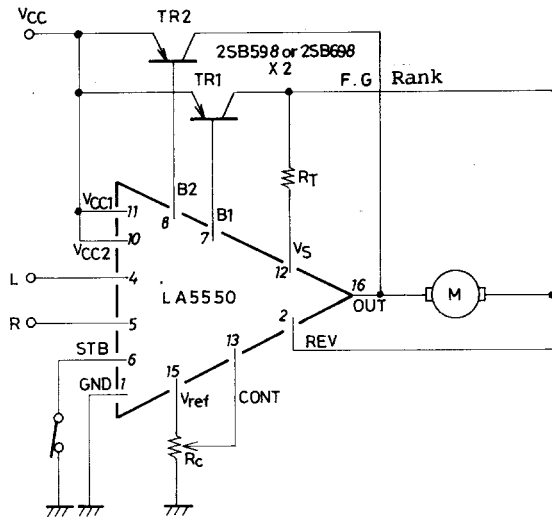 VCC
TR2
2SB598 or 2SB698
X 2
TR1
F.G Rank
RT
B2
8
B1
7
VS
12
VCC1
11
10
VCC2
L
4
LA5550
16
OUT
M
R
5
2
REV
STB
6
13
CONT
GND
1
15
Vref
Rc